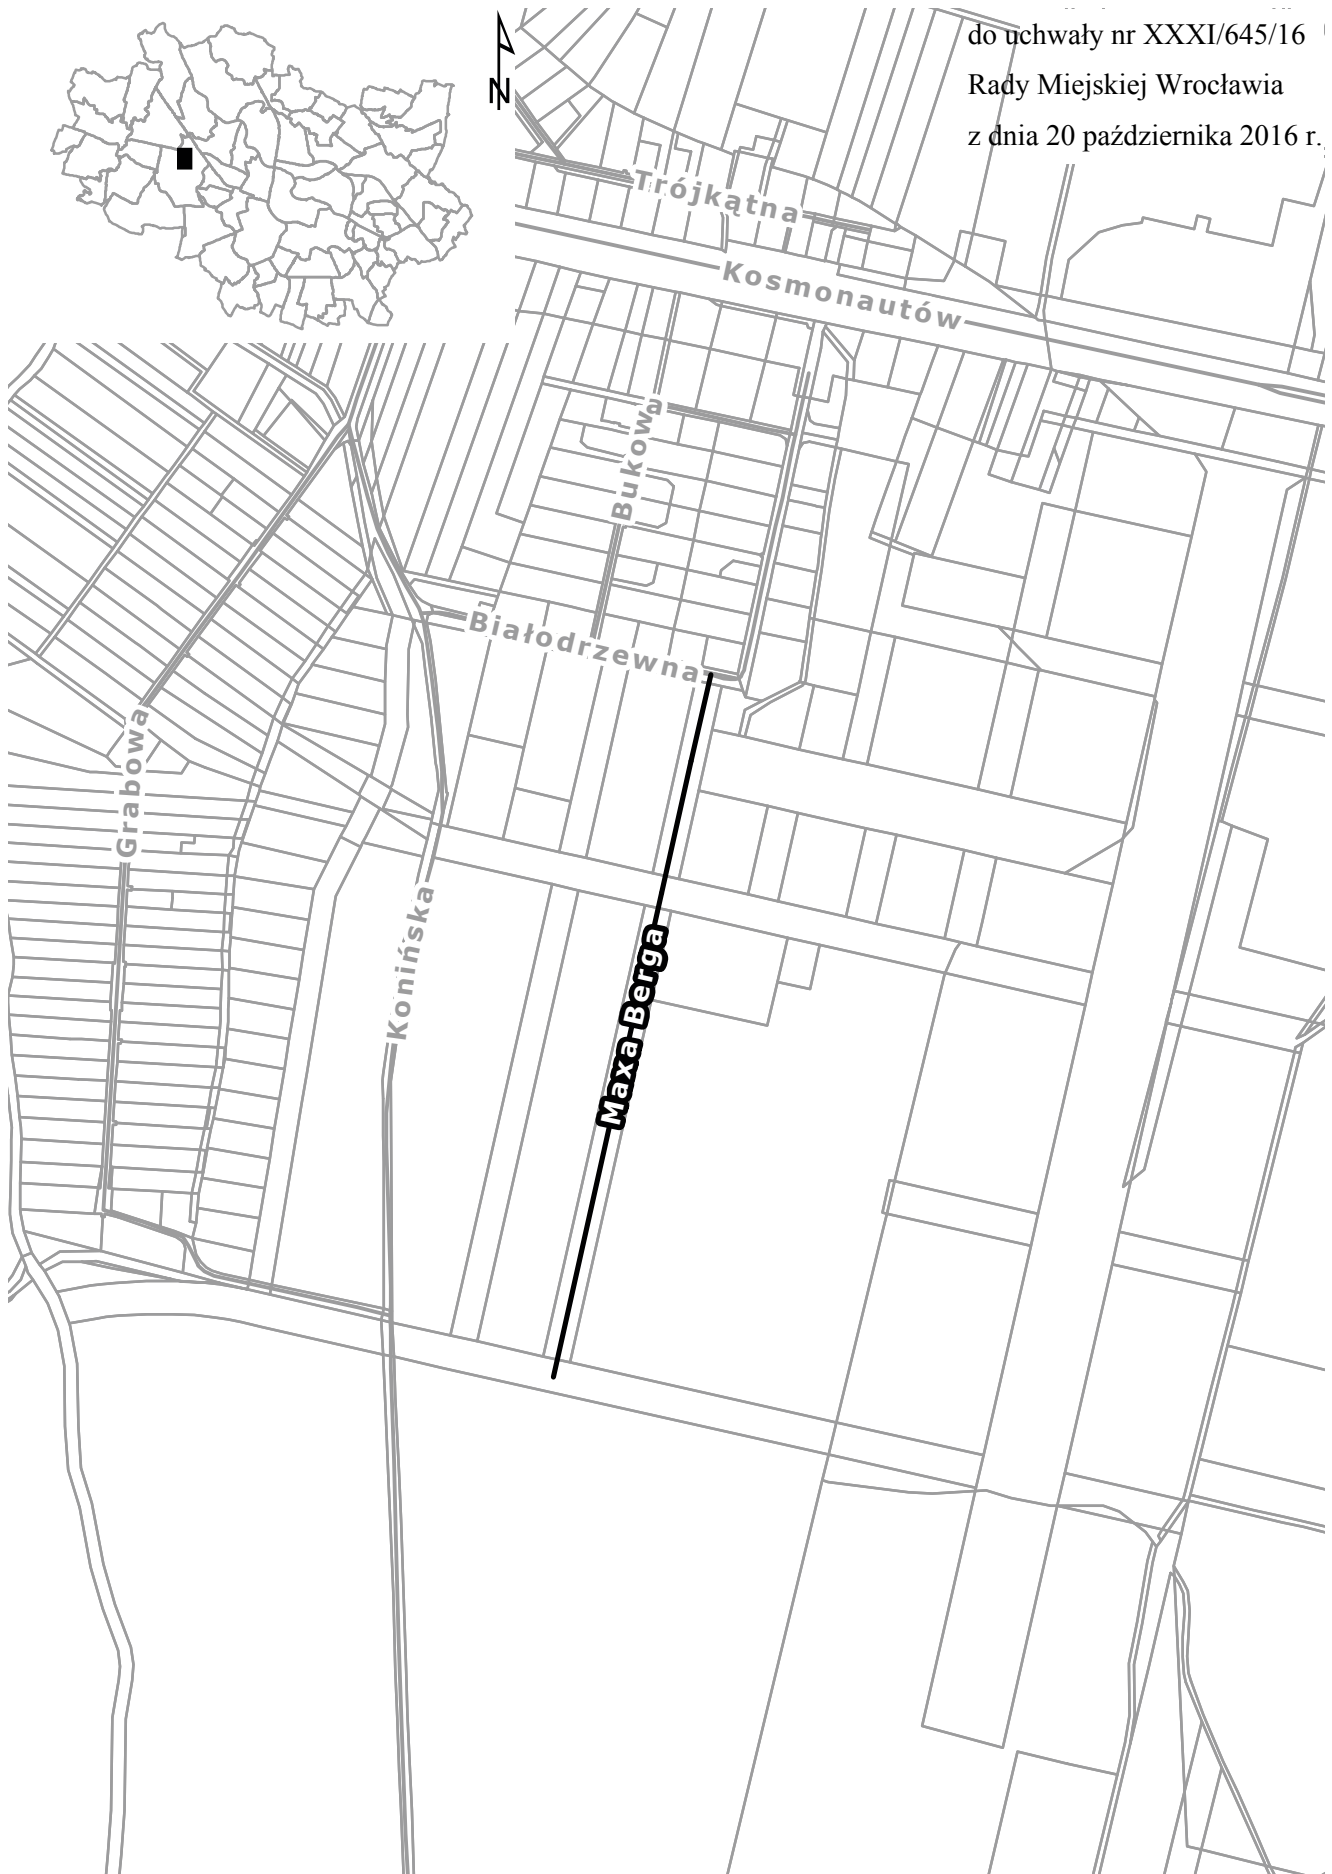 do uchwały nr XXXI/645/16
Rady Miejskiej Wrocławia
z dnia 20 października 2016 r.
N
Trójkątna
Kosmonautów
Bukowa
Białodrzewna
Grabowa
Konińska
Maxa Berga